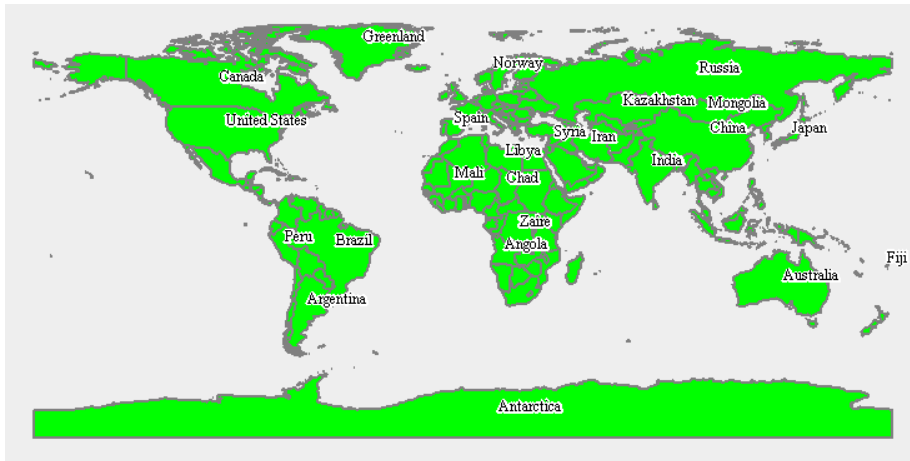 Greenland
Norway
Russia
Canada
Kazakhstan
Mongolia
United States
Spain
Syria
Iran
China
Japan
Libya
India
Mali
Chad
Zaire
Peru
Brazil
Angola
Fiji
Australia
Argentina
Antarctica